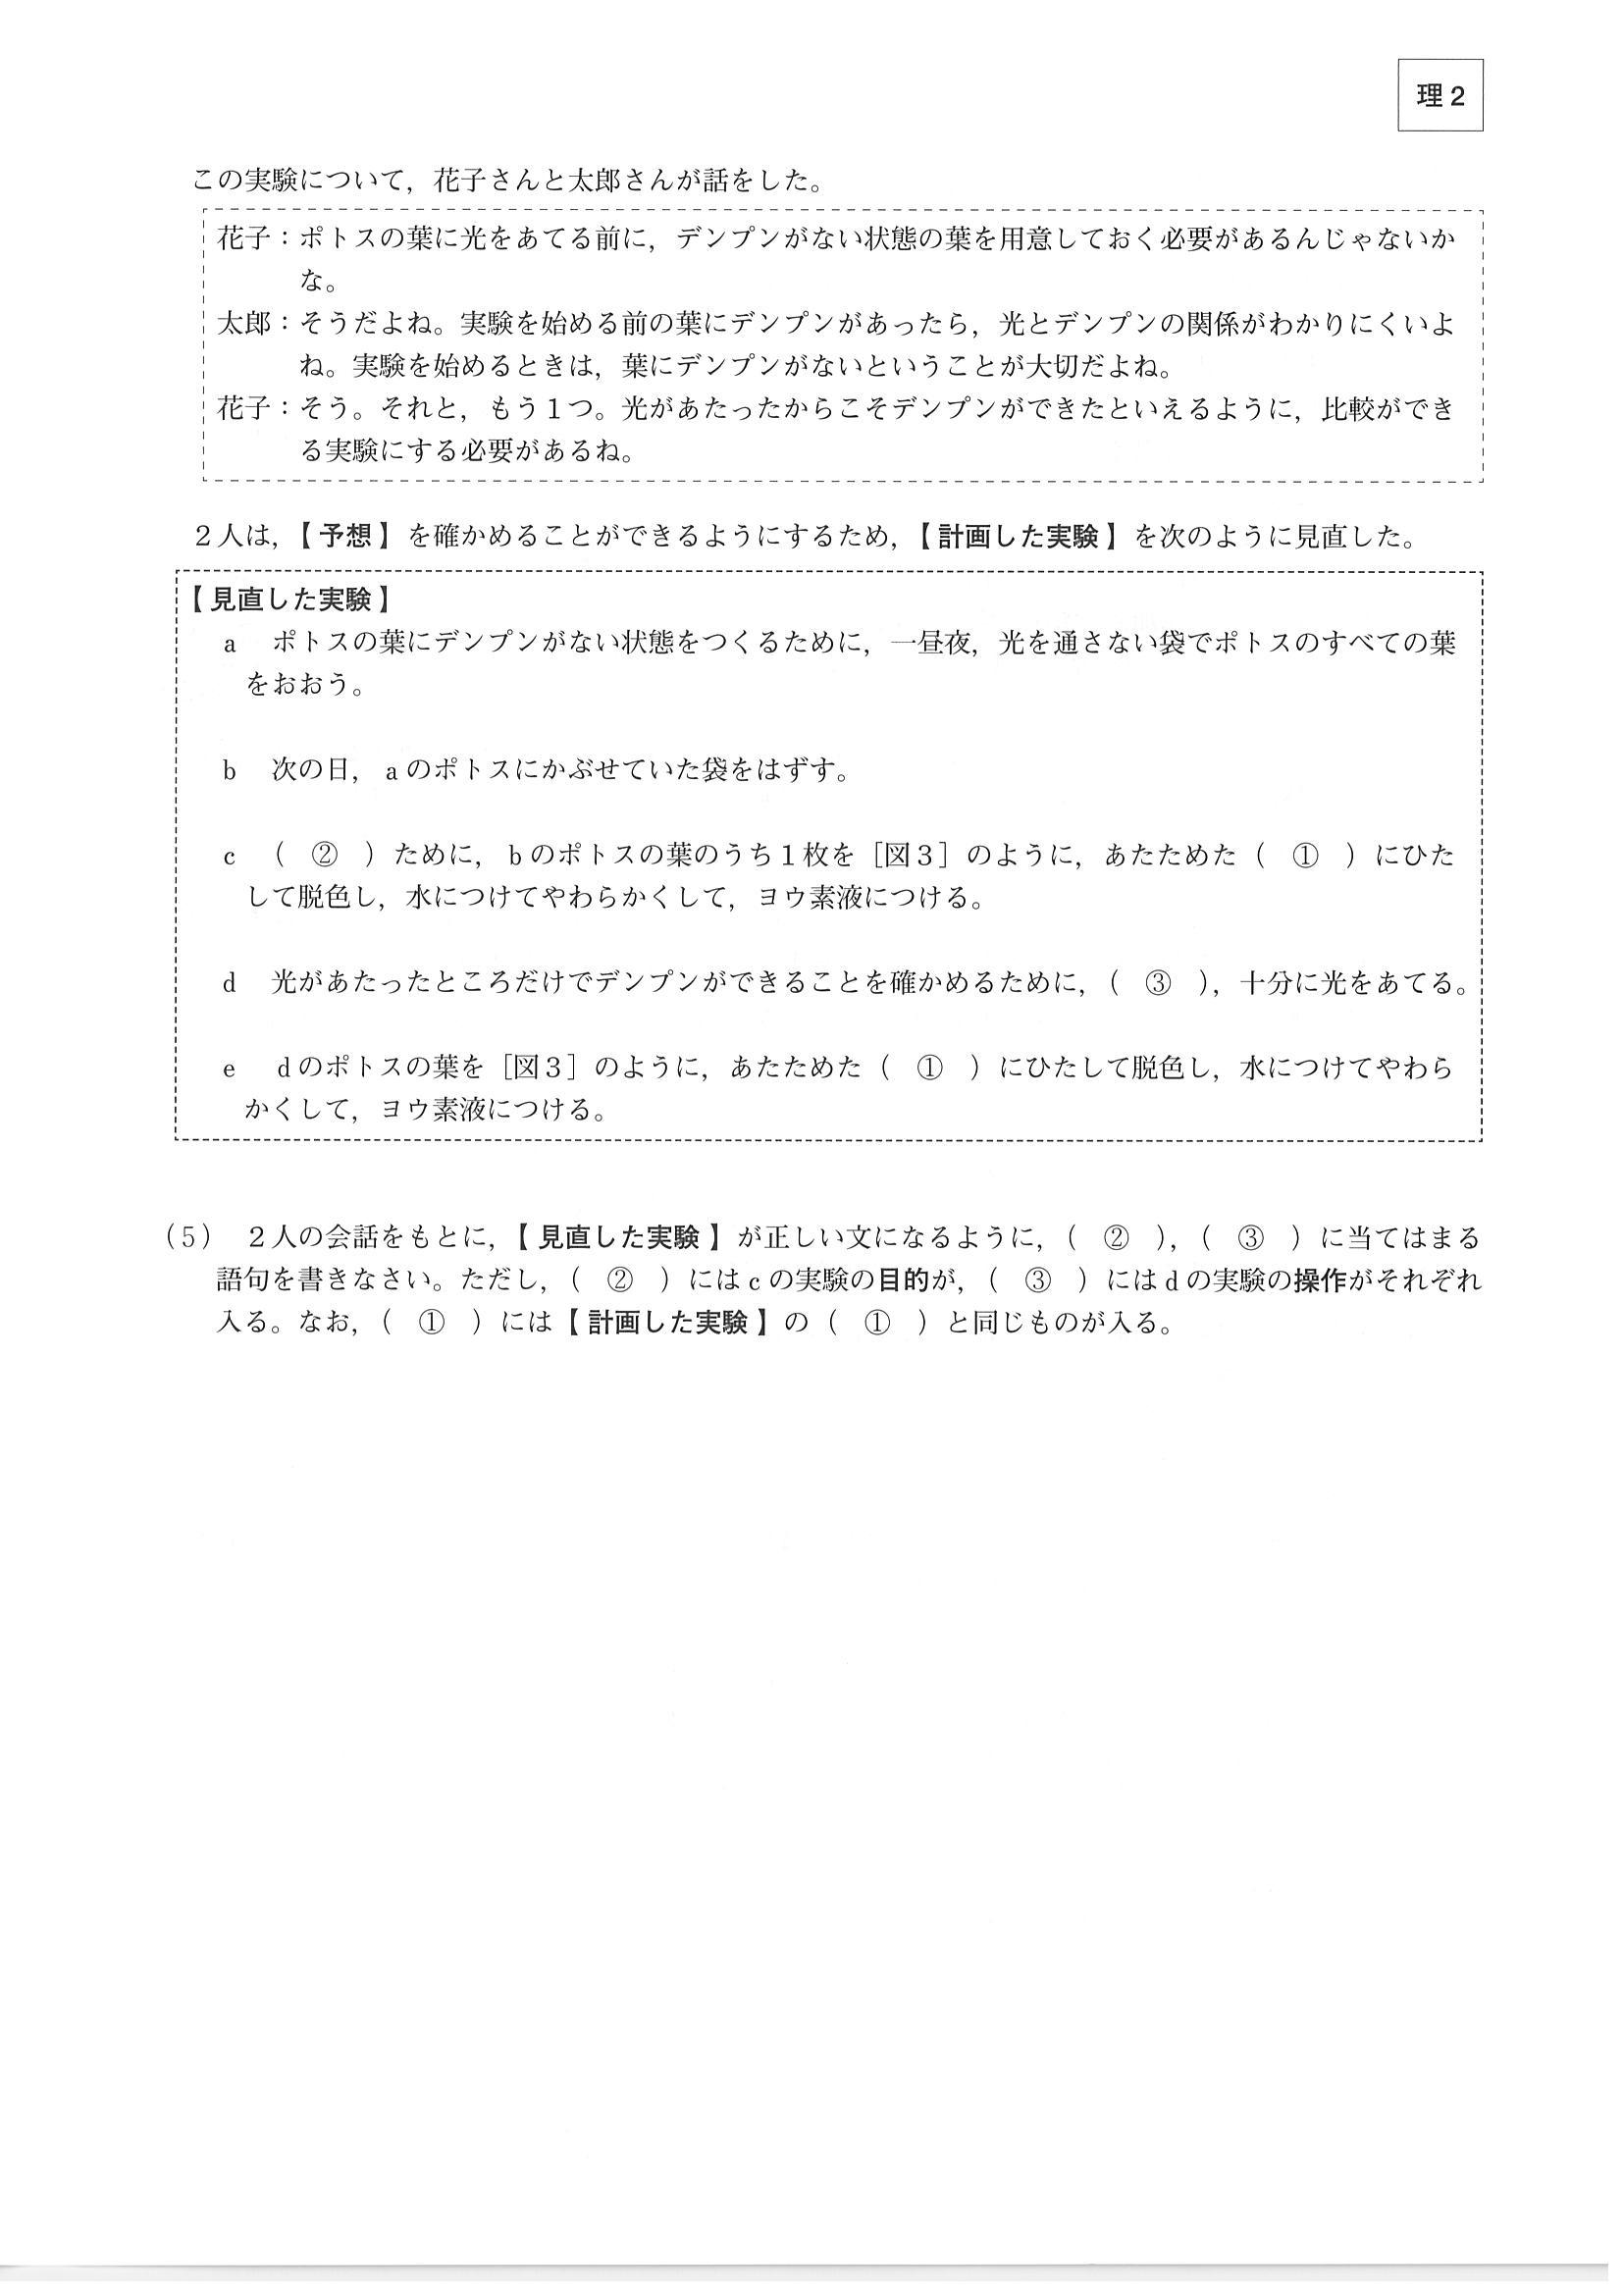 理２
この実験について，花子さんと太郎さんが話をした。
花子：ポトスの葉に光をあてる前に，デンプンがない状態の葉を用意しておく必要があるんじゃないか
な。
太郎：そうだよね。実験を始める前の葉にデンプンがあったら，光とデンプンの関係がわかりにくいよ
ね。実験を始めるときは，葉にデンプンがないということが大切だよね。
花子：そう。それと，もう１つ。光があたったからこそデンプンができたといえるように，比較ができ
る実験にする必要があるね。
２人は，【予想】を確かめることができるようにするため，【計画した実験】を次のように見直した。
【見直した実験】
a　ポトスの葉にデンプンがない状態をつくるために，一昼夜，光を通さない袋でポトスのすべての葉
をおおう。
b　次の日，aのポトスにかぶせていた袋をはずす。
c　（　②　）ために，bのポトスの葉のうち１枚を［図３］のように，あたためた（　①　）にひた
して脱色し，水につけてやわらかくして，ヨウ素液につける。
d　光があたったところだけでデンプンができることを確かめるために，（　③　），十分に光をあてる。
e　dのポトスの葉を［図３］のように，あたためた（　①　）にひたして脱色し，水につけてやわら
かくして，ヨウ素液につける。
（5）　２人の会話をもとに，【見直した実験】が正しい文になるように，（　②　），（　③　）に当てはまる
語句を書きなさい。ただし，（　②　）にはcの実験の目的が，（　③　）にはdの実験の操作がそれぞれ
入る。なお，（　①　）には【計画した実験】の（　①　）と同じものが入る。